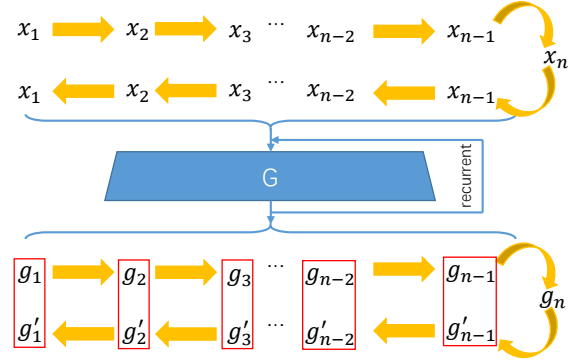 x₁ x₂ x₃ ... xₙ₋₂ xₙ₋₁
xₙ
x₁ x₂ x₃ ... xₙ₋₂ xₙ₋₁
G
recurrent
g₁ g₂ g₃ ... gₙ₋₂ gₙ₋₁
gₙ
g′₁ g′₂ g′₃ ... g′ₙ₋₂ g′ₙ₋₁